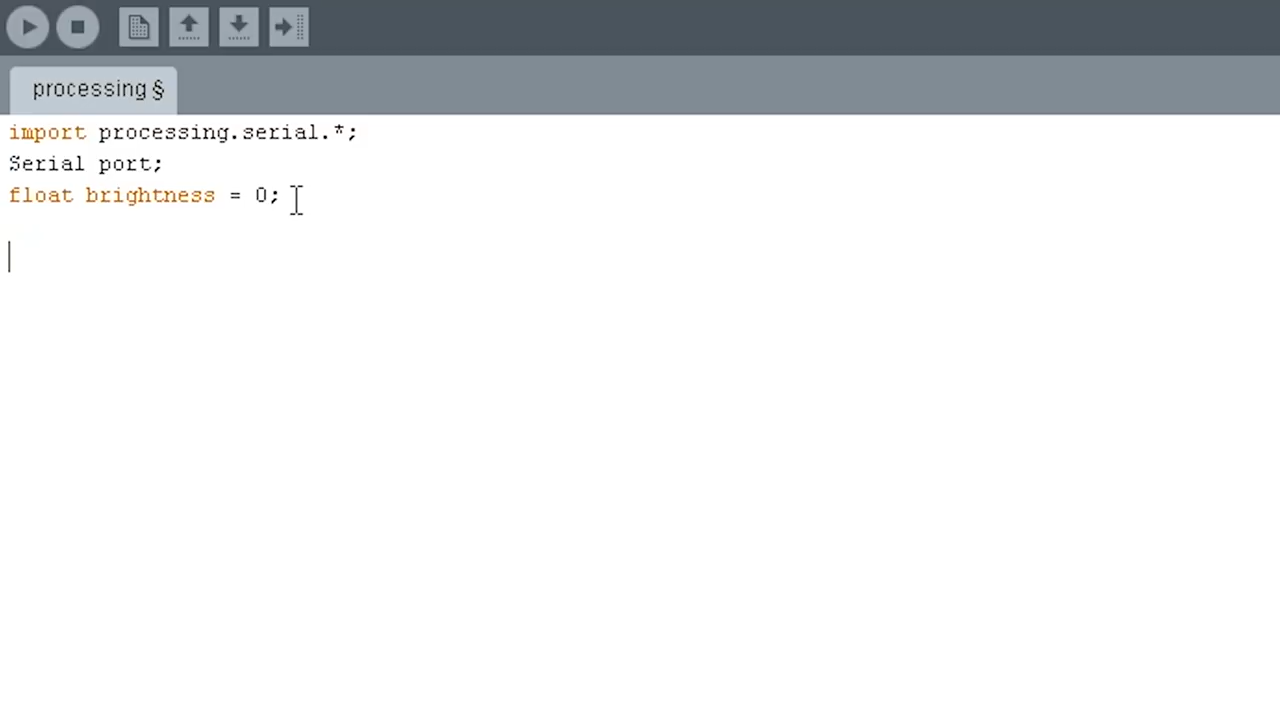 processing §
import processing.serial.*;
Serial port;
float brightness = 0;